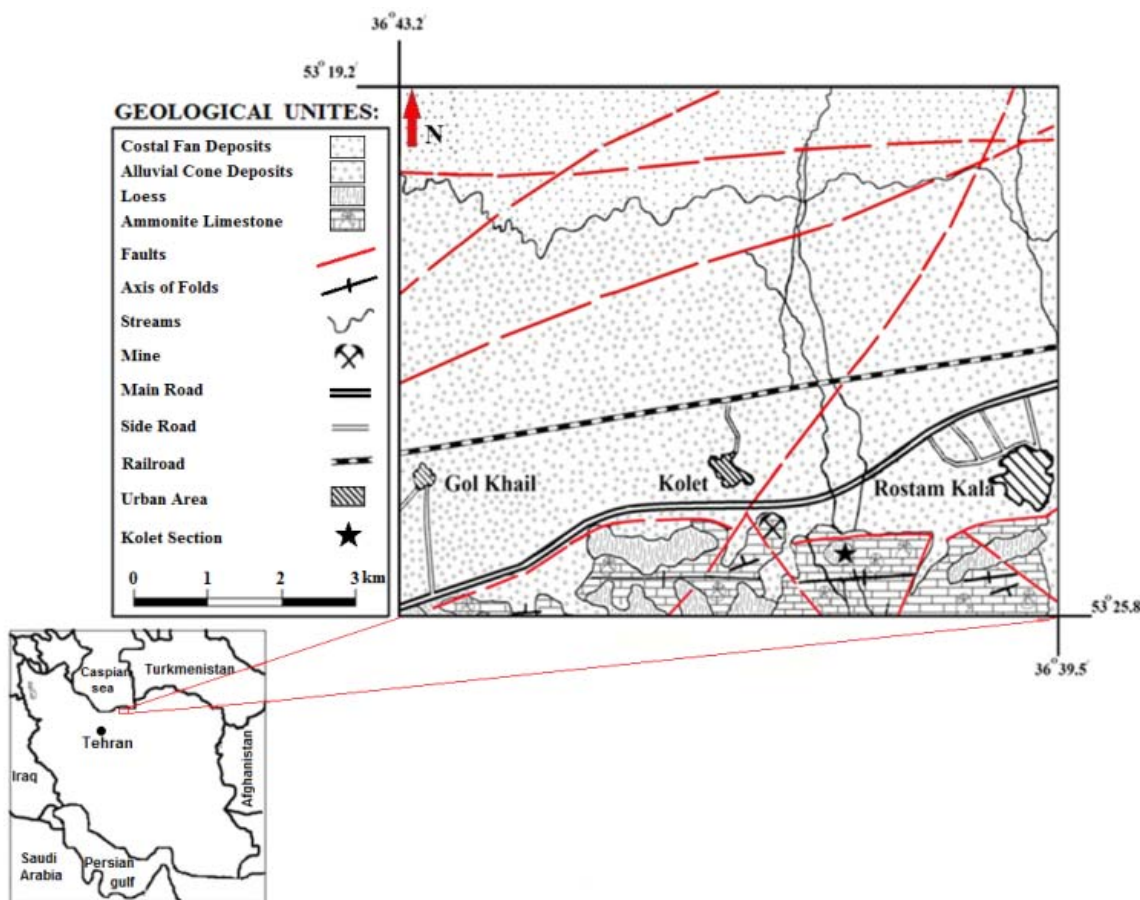 36° 43.2'
53° 19.2'
GEOLOGICAL UNITES:
N
Costal Fan Deposits
Alluvial Cone Deposits
Loess
Ammonite Limestone
Faults
Axis of Folds
Streams
Mine
Main Road
Side Road
Railroad
Urban Area
Kolet Section
0 1 2 3 km
Gol Khail
Kolet
Rostam Kala
53° 25.8
36° 39.5'
Caspian
sea
Turkmenistan
Tehran
Iraq
Afghanistan
Saudi
Arabia
Persian
gulf